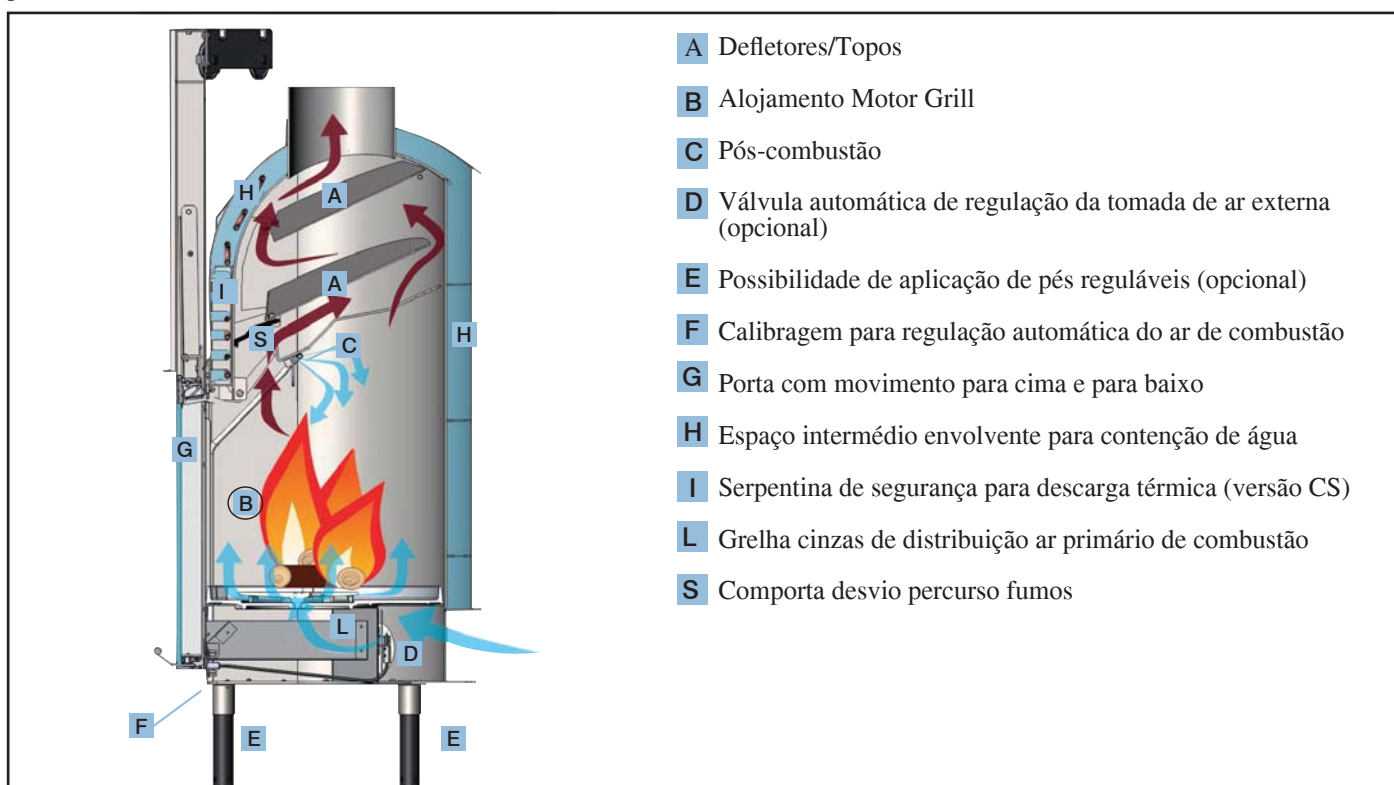 A Defletores/Topos
B Alojamento Motor Grill
C Pós-combustão
D Válvula automática de regulação da tomada de ar externa
(opcional)
E Possibilidade de aplicação de pés reguláveis (opcional)
F Calibragem para regulação automática do ar de combustão
G Porta com movimento para cima e para baixo
H Espaço intermédio envolvente para contenção de água
I Serpentina de segurança para descarga térmica (versão CS)
L Grelha cinzas de distribuição ar primário de combustão
S Comporta desvio percurso fumos
H
A
I
A
S
C
H
G
B
L
D
F
E
E